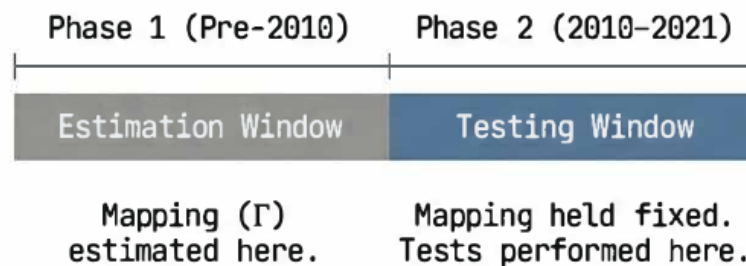 Phase 1 (Pre-2010)
Phase 2 (2010–2021)
Estimation Window
Testing Window
Mapping (Γ)
estimated here.
Mapping held fixed.
Tests performed here.